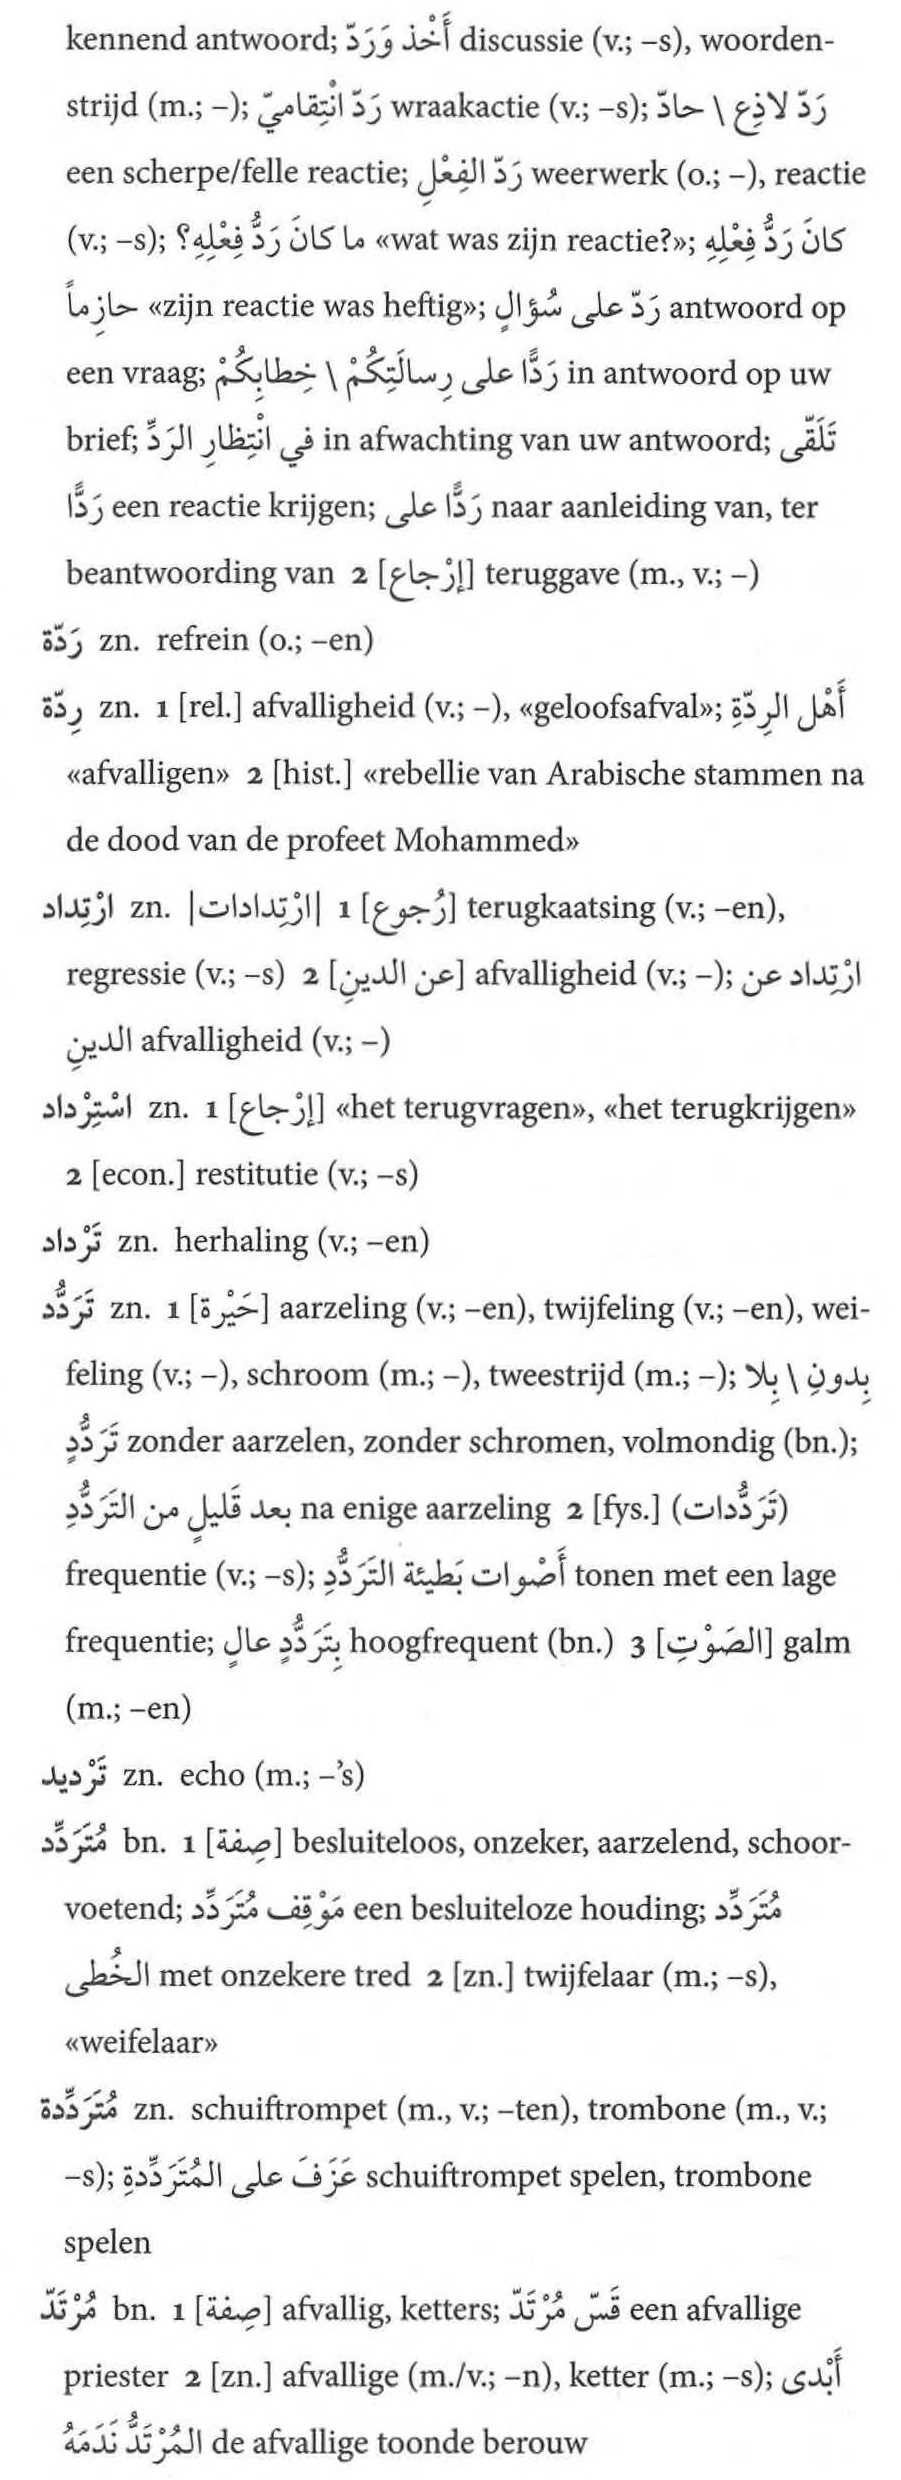 kennend antwoord; أَخْذ وَرَدّ discussie (v.; –s), woorden-
strijd (m.; –); رَدّ انْتِقاميّ wraakactie (v.; –s); رَدّ لاذِع \ حادّ
een scherpe/felle reactie; رَدّ الفِعْلِ weerwerk (o.; –), reactie
(v.; –s); ما كانَ رَدُّ فِعْلِهِ؟ «wat was zijn reactie?»; كانَ رَدُّ فِعْلِهِ
حازِماً «zijn reactie was heftig»; رَدّ على سُؤالٍ antwoord op
een vraag; رَدًّا على رِسالَتِكُمْ \ خِطابِكُمْ in antwoord op uw
brief; في انْتِظارِ الرَدِّ in afwachting van uw antwoord; تَلَقّى
رَدًّا een reactie krijgen; رَدًّا على naar aanleiding van, ter
beantwoording van 2 [إرْجاع] teruggave (m., v.; –)
رَدّة zn. refrein (o.; –en)
رِدّة zn. 1 [rel.] afvalligheid (v.; –), «geloofsafval»; أَهْل الرِدّةِ
«afvalligen» 2 [hist.] «rebellie van Arabische stammen na
de dood van de profeet Mohammed»
ارْتِداد zn. |ارْتِدادات| 1 [رُجوع] terugkaatsing (v.; –en),
regressie (v.; –s) 2 [عن الدينِ] afvalligheid (v.; –); ارْتِداد عن
الدينِ afvalligheid (v.; –)
اسْتِرْداد zn. 1 [إرْجاع] «het terugvragen», «het terugkrijgen»
2 [econ.] restitutie (v.; –s)
تَرْداد zn. herhaling (v.; –en)
تَرَدُّد zn. 1 [حَيْرة] aarzeling (v.; –en), twijfeling (v.; –en), wei-
feling (v.; –), schroom (m.; –), tweestrijd (m.; –); بِدونِ \ بِلا
تَرَدُّدٍ zonder aarzelen, zonder schromen, volmondig (bn.);
بعد قَليلٍ من التَرَدُّدِ na enige aarzeling 2 [fys.] (تَرَدُّدات)
frequentie (v.; –s); أَصْوات بَطيئة التَرَدُّدِ tonen met een lage
frequentie; بِتَرَدُّدٍ عالٍ hoogfrequent (bn.) 3 [الصَوْتِ] galm
(m.; –en)
تَرْديد zn. echo (m.; –’s)
مُتَرَدِّد bn. 1 [صِفة] besluiteloos, onzeker, aarzelend, schoor-
voetend; مَوْقِف مُتَرَدِّد een besluiteloze houding; مُتَرَدِّد
الخُطى met onzekere tred 2 [zn.] twijfelaar (m.; –s),
«weifelaar»
مُتَرَدِّدة zn. schuiftrompet (m., v.; –ten), trombone (m., v.;
–s); عَزَفَ على المُتَرَدِّدةِ schuiftrompet spelen, trombone
spelen
مُرْتَدّ bn. 1 [صِفة] afvallig, ketters; قَسّ مُرْتَدّ een afvallige
priester 2 [zn.] afvallige (m./v.; –n), ketter (m.; –s); أَبْدى
المُرْتَدُّ نَدَمَهُ de afvallige toonde berouw